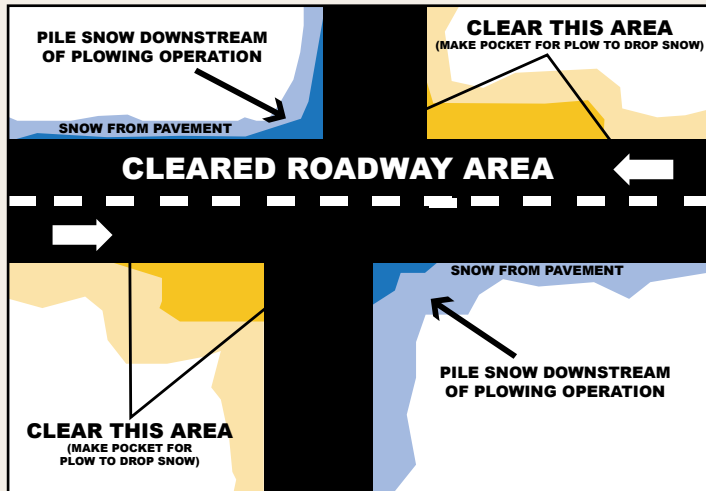 PILE SNOW DOWNSTREAM
OF PLOWING OPERATION
SNOW FROM PAVEMENT
CLEAR THIS AREA
(MAKE POCKET FOR PLOW TO DROP SNOW)
CLEARED ROADWAY AREA
SNOW FROM PAVEMENT
PILE SNOW DOWNSTREAM
OF PLOWING OPERATION
CLEAR THIS AREA
(MAKE POCKET FOR
PLOW TO DROP SNOW)